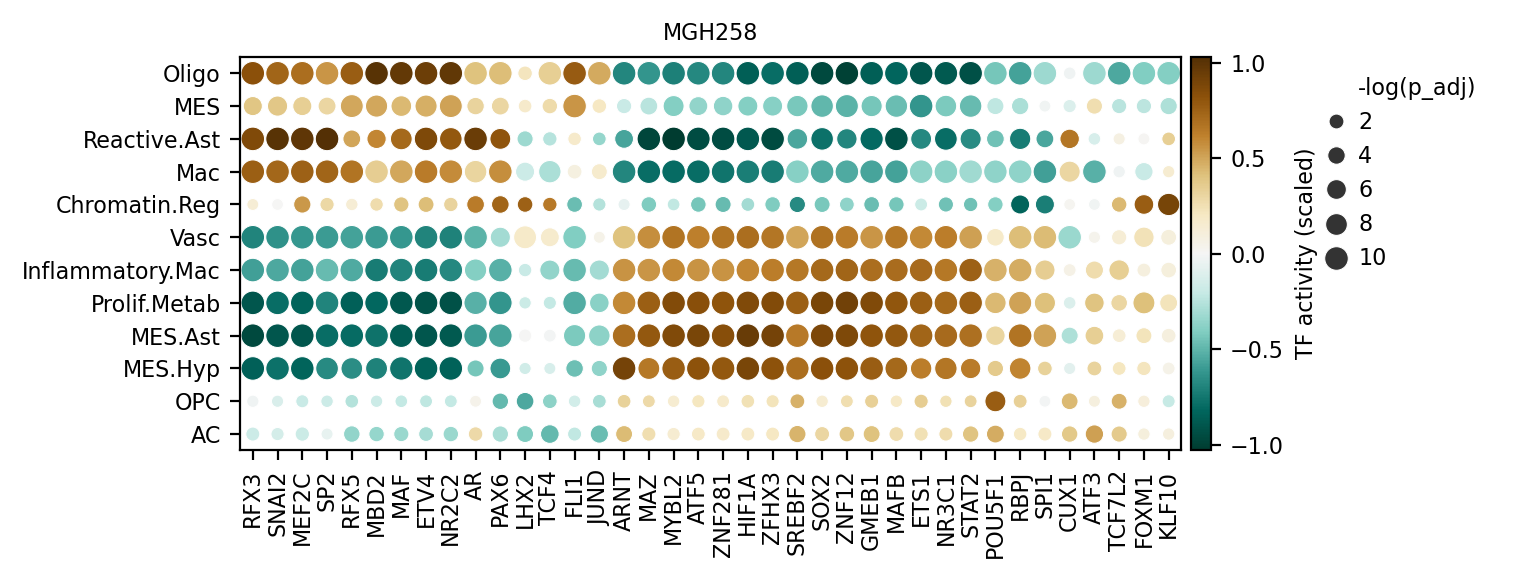 MGH258
Oligo
MES
Reactive.Ast
Mac
Chromatin.Reg
Vasc
Inflammatory.Mac
Prolif.Metab
MES.Ast
MES.Hyp
OPC
AC
RFX3
SNAI2
MEF2C
SP2
RFX5
MBD2
MAF
ETV4
NR2C2
AR
PAX6
LHX2
TCF4
FLI1
JUND
ARNT
MAZ
MYBL2
ATF5
ZNF281
HIF1A
ZFHX3
SREBF2
SOX2
ZNF12
GMEB1
MAFB
ETS1
NR3C1
STAT2
POU5F1
RBPJ
SPI1
CUX1
ATF3
TCF7L2
FOXM1
KLF10
1.0
0.5
0.0
−0.5
−1.0
TF activity (scaled)
-log(p_adj)
2
4
6
8
10